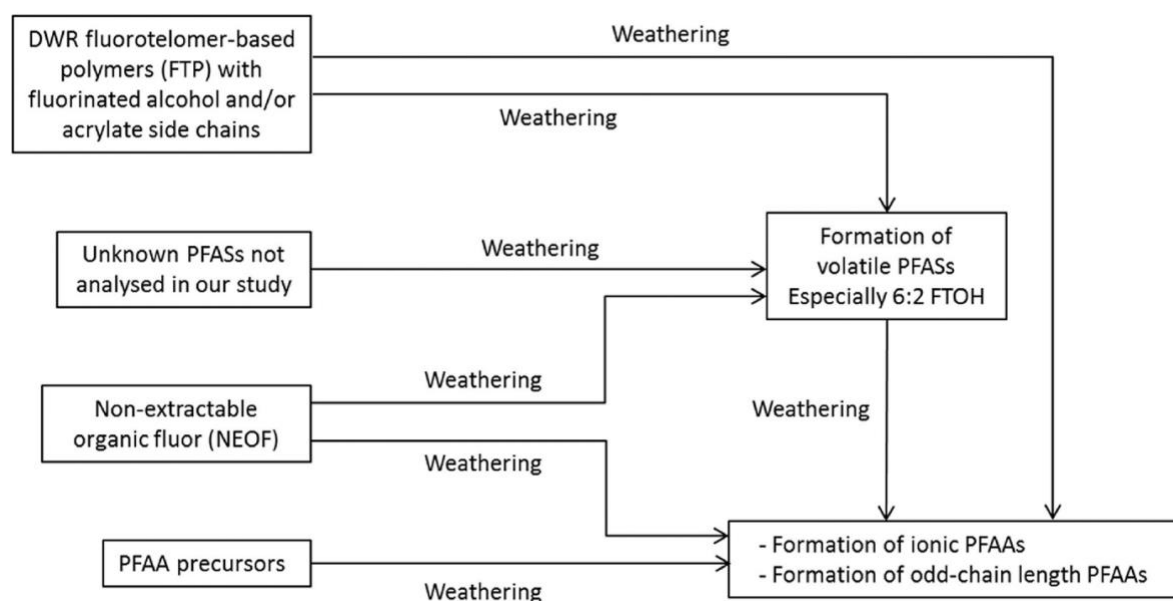 DWR fluorotelomer-based
polymers (FTP) with
fluorinated alcohol and/or
acrylate side chains
Weathering
Weathering
Unknown PFASs not
analysed in our study
Weathering
Formation of
volatile PFASs
Especially 6:2 FTOH
Weathering
Non-extractable
organic fluor (NEOF)
Weathering
Weathering
PFAA precursors
Weathering
- Formation of ionic PFAAs
- Formation of odd-chain length PFAAs